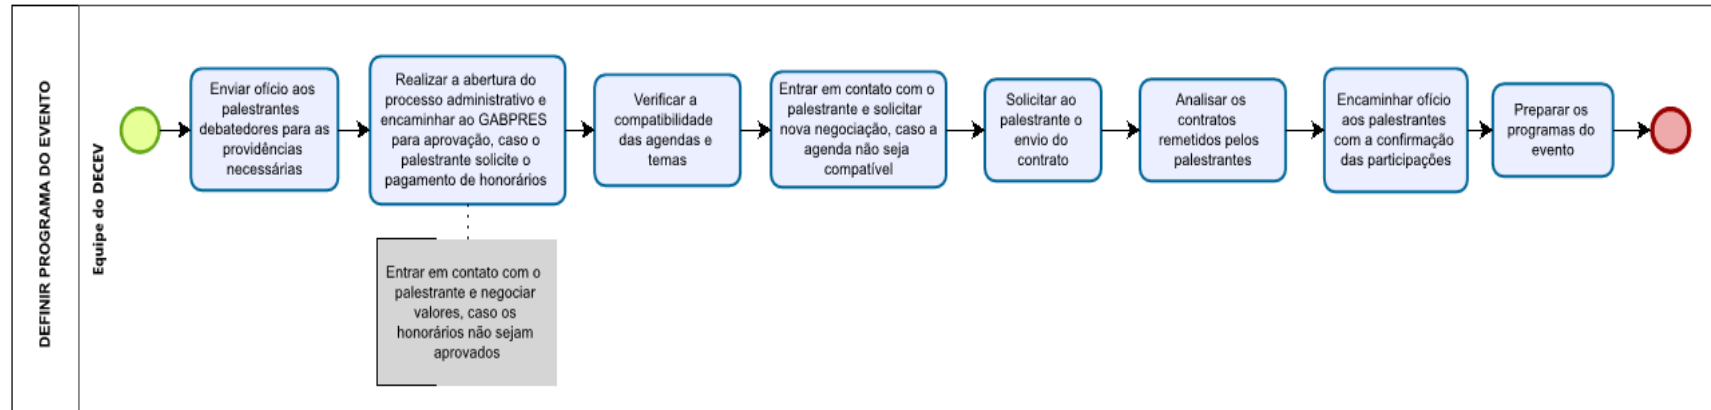 DEFINIR PROGRAMA DO EVENTO
Equipe do DECEV
Enviar ofício aos
palestrantes
debatedores para as
providências
necessárias
Realizar a abertura do
processo administrativo e
encaminhar ao GABPRES
para aprovação, caso o
palestrante solicite o
pagamento de honorários
Entrar em contato com o
palestrante e negociar
valores, caso os
honorários não sejam
aprovados
Verificar a
compatibilidade
das agendas e
temas
Entrar em contato com o
palestrante e solicitar
nova negociação, caso a
agenda não seja
compatível
Solicitar ao
palestrante o
envio do
contrato
Analisar os
contratos
remetidos pelos
palestrantes
Encaminhar ofício
aos palestrantes
com a confirmação
das participações
Preparar os
programas do
evento